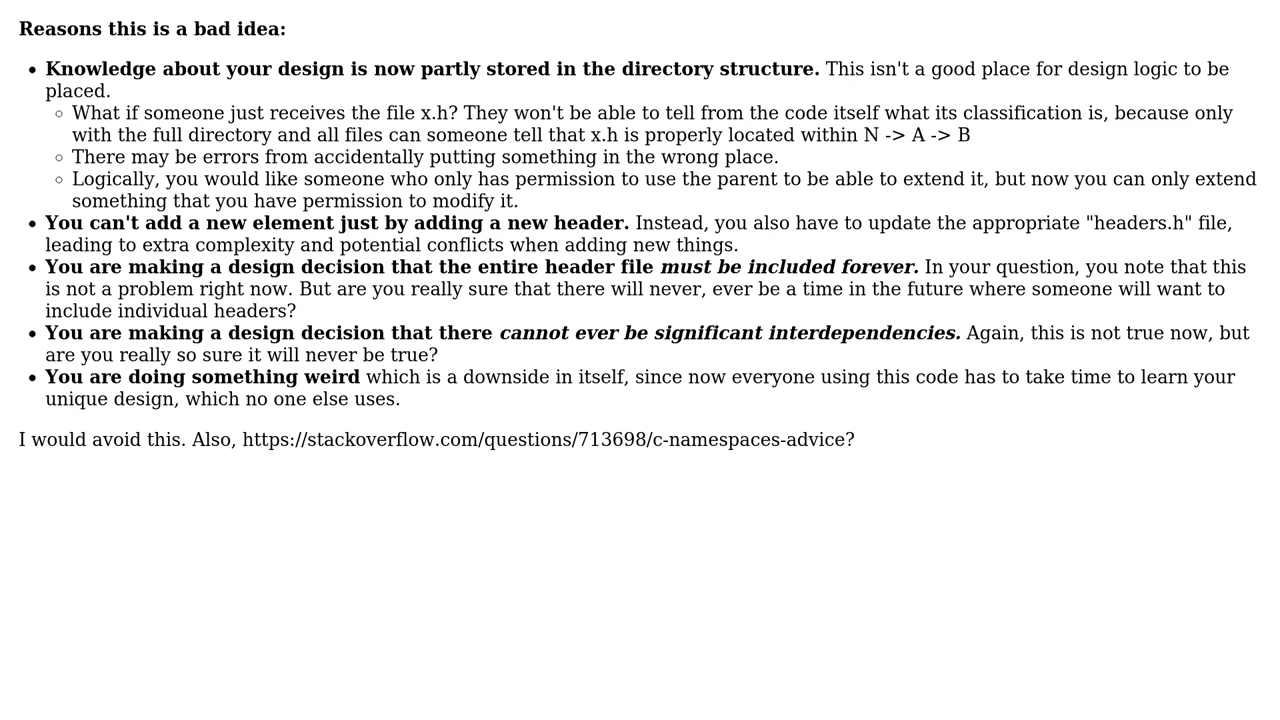 Reasons this is a bad idea:
• Knowledge about your design is now partly stored in the directory structure. This isn't a good place for design logic to be
placed.
◦ What if someone just receives the file x.h? They won't be able to tell from the code itself what its classification is, because only
with the full directory and all files can someone tell that x.h is properly located within N -> A -> B
◦ There may be errors from accidentally putting something in the wrong place.
◦ Logically, you would like someone who only has permission to use the parent to be able to extend it, but now you can only extend
something that you have permission to modify it.
• You can't add a new element just by adding a new header. Instead, you also have to update the appropriate "headers.h" file,
leading to extra complexity and potential conflicts when adding new things.
• You are making a design decision that the entire header file must be included forever. In your question, you note that this
is not a problem right now. But are you really sure that there will never, ever be a time in the future where someone will want to
include individual headers?
• You are making a design decision that there cannot ever be significant interdependencies. Again, this is not true now, but
are you really so sure it will never be true?
• You are doing something weird which is a downside in itself, since now everyone using this code has to take time to learn your
unique design, which no one else uses.
I would avoid this. Also, https://stackoverflow.com/questions/713698/c-namespaces-advice?